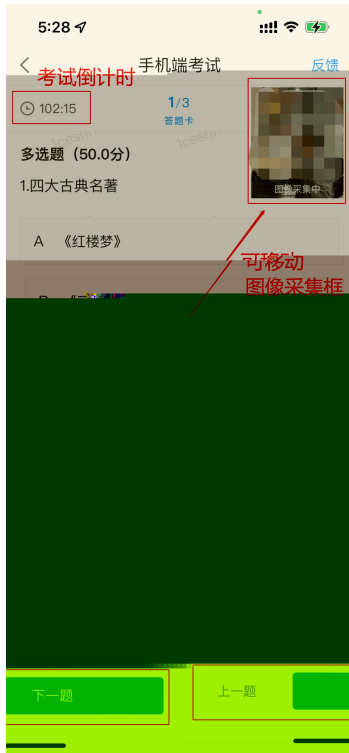 5:28
手机端考试
反馈
考试倒计时
102:15
1/3
答题卡
图像采集中
多选题（50.0分）
1.四大古典名著
A 《红楼梦》
可移动
图像采集框
下一题
上一题